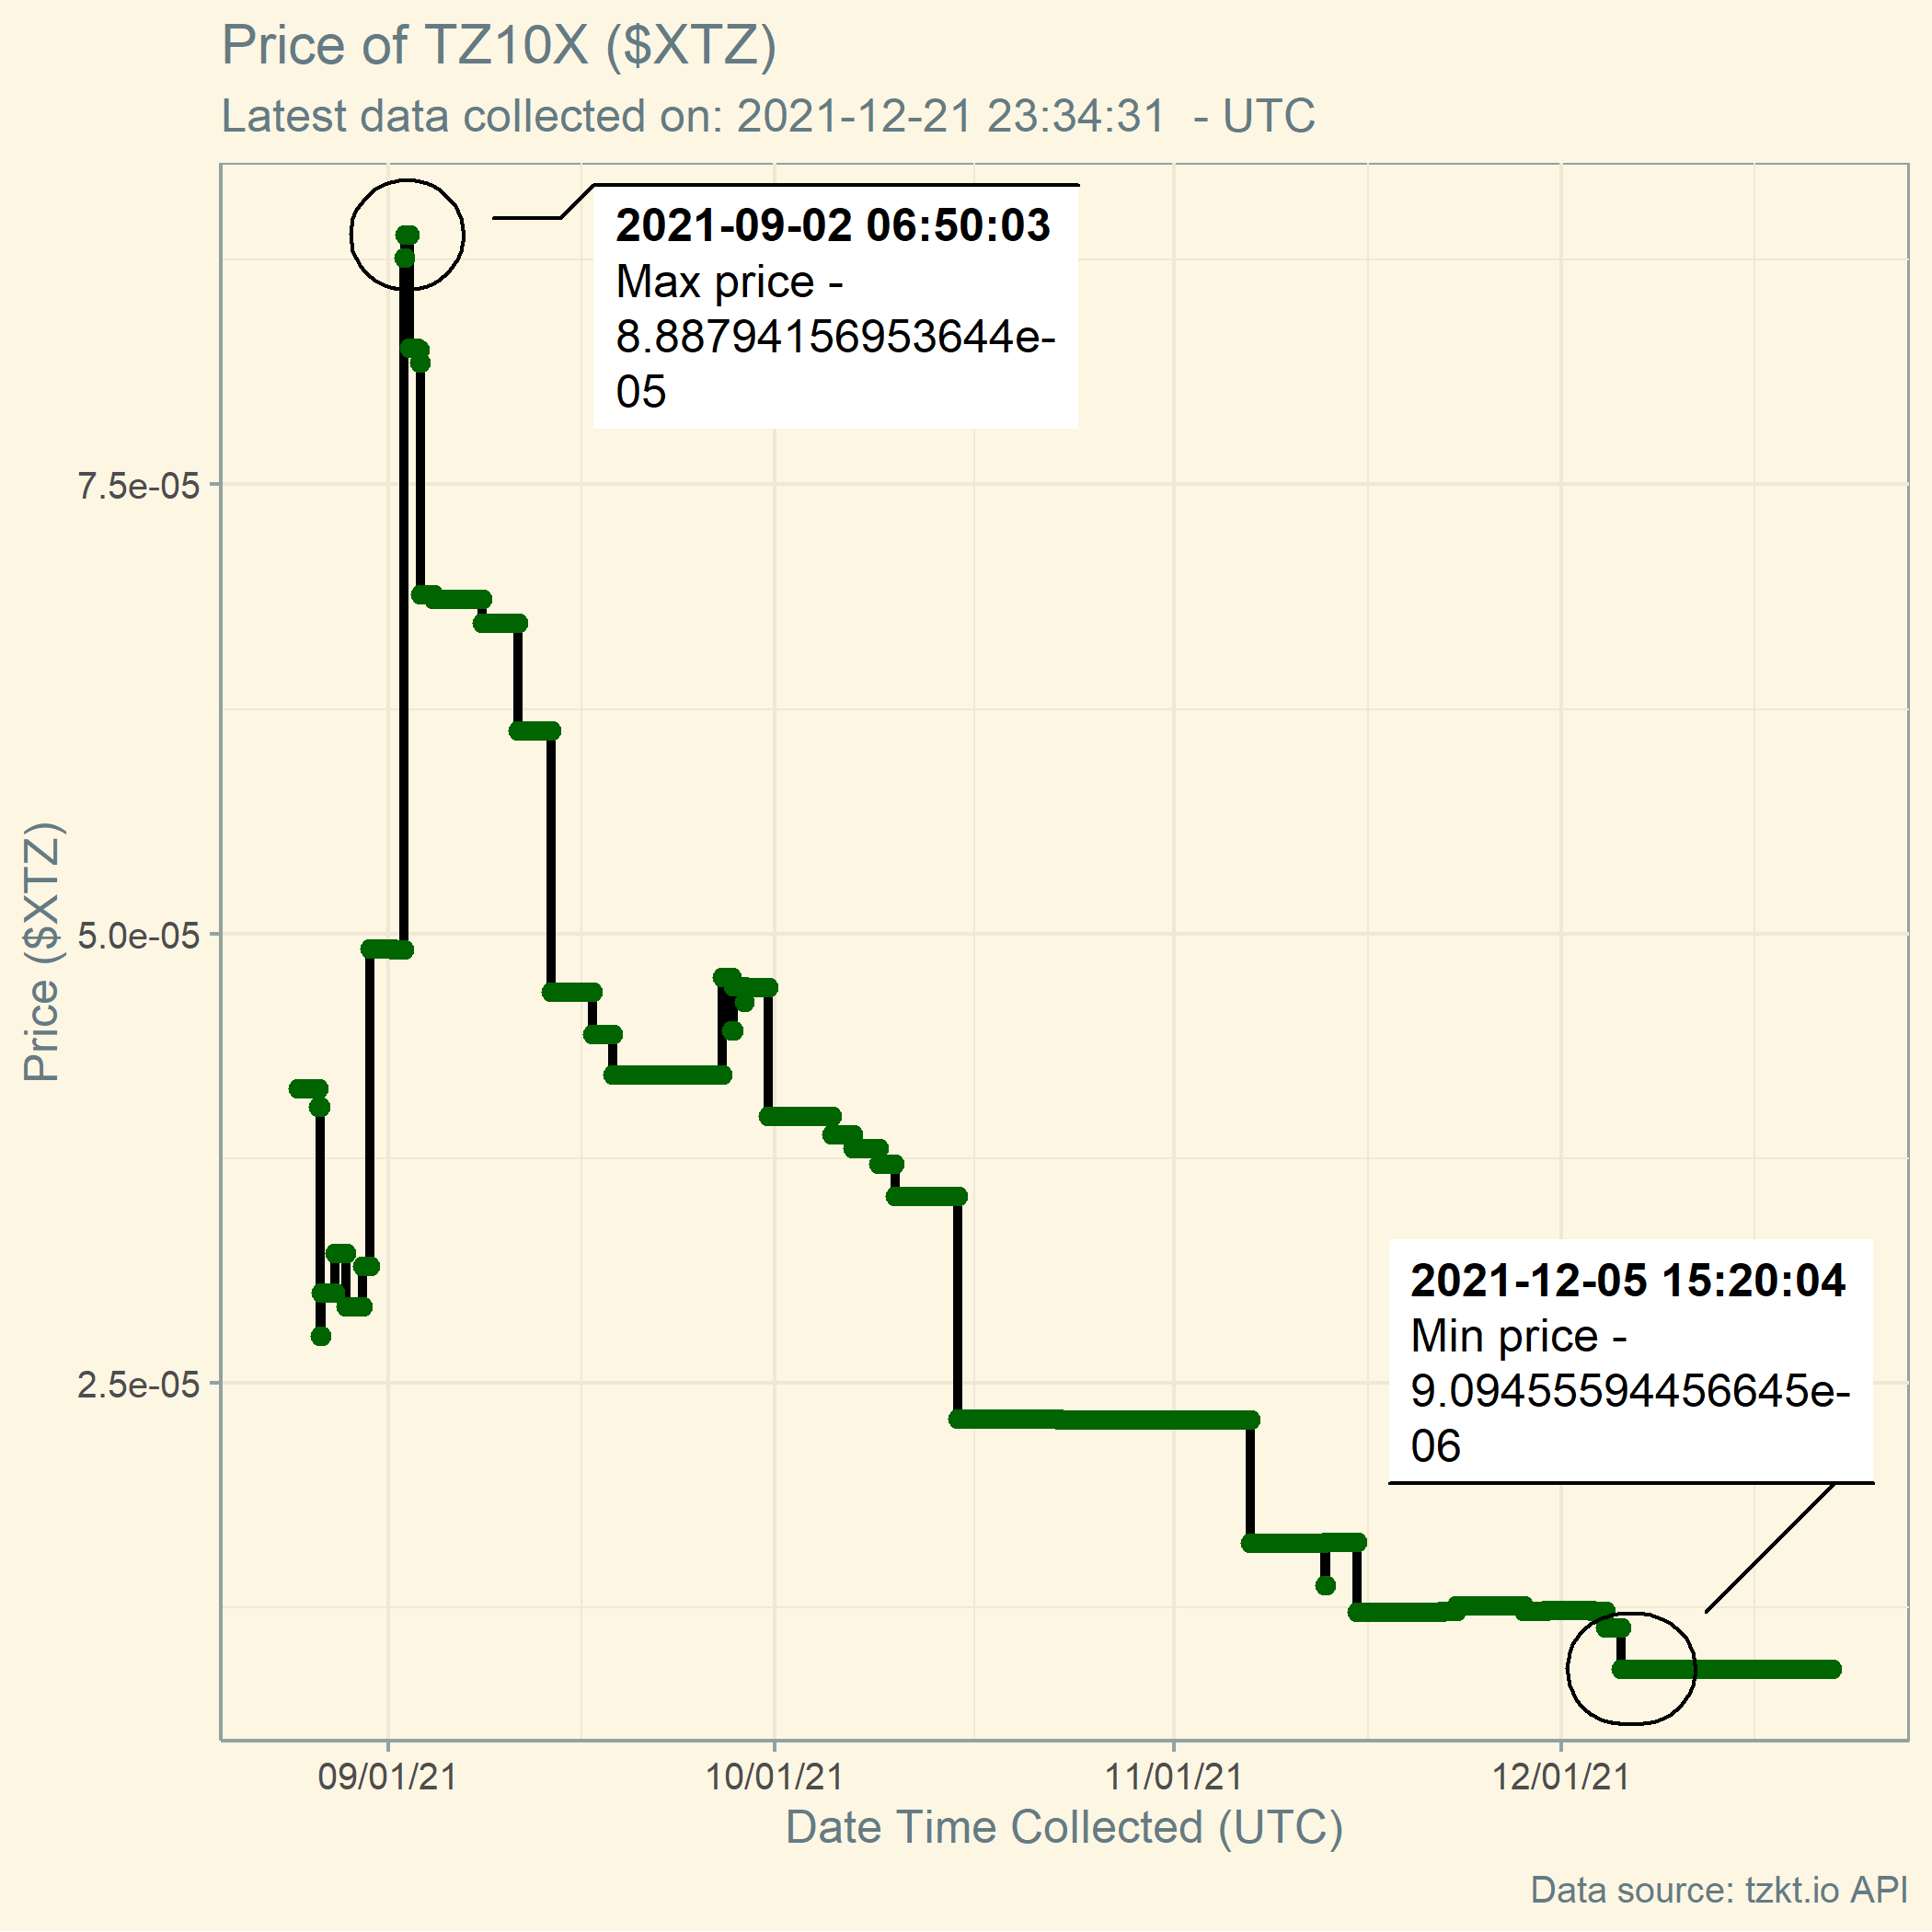 Price of TZ10X ($XTZ)
Latest data collected on: 2021-12-21 23:34:31  - UTC
2021-09-02 06:50:03
Max price -
8.88794156953644e-
05
7.5e-05
5.0e-05
2.5e-05
Price ($XTZ)
2021-12-05 15:20:04
Min price -
9.09455594456645e-
06
09/01/21
10/01/21
11/01/21
12/01/21
Date Time Collected (UTC)
Data source: tzkt.io API